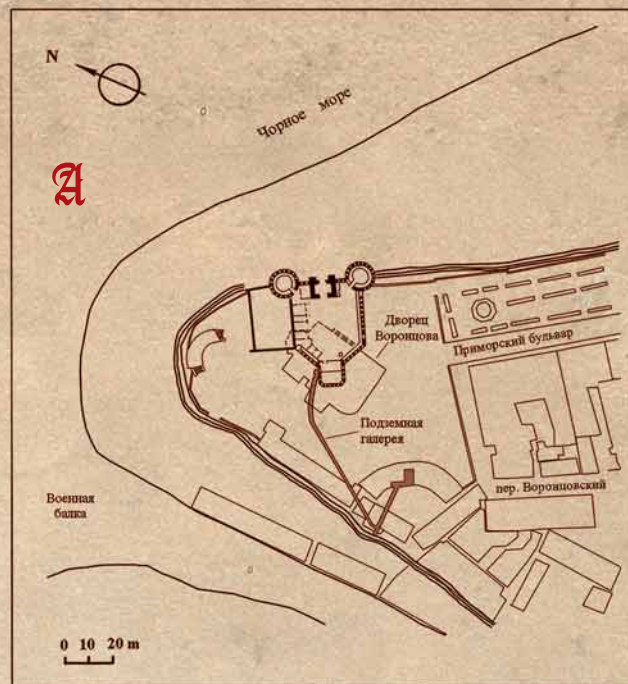 N
Чорное море
A
Дворец
Воронцова
Приморский бульвар
Подземная
галерея
пер. Воронцовский
Военная
балка
0 10 20 m